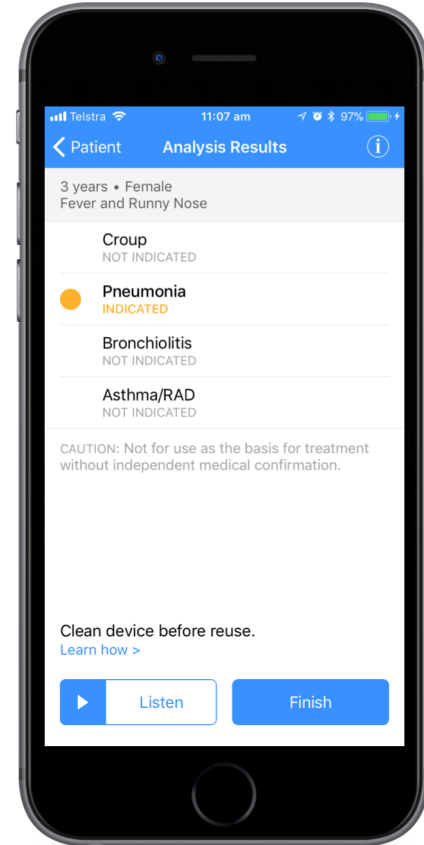 Telstra 11:07 am 97%
Patient Analysis Results
3 years • Female
Fever and Runny Nose
Croup
NOT INDICATED
Pneumonia
INDICATED
Bronchiolitis
NOT INDICATED
Asthma/RAD
NOT INDICATED
CAUTION: Not for use as the basis for treatment
without independent medical confirmation.
Clean device before reuse.
Learn how >
Listen Finish